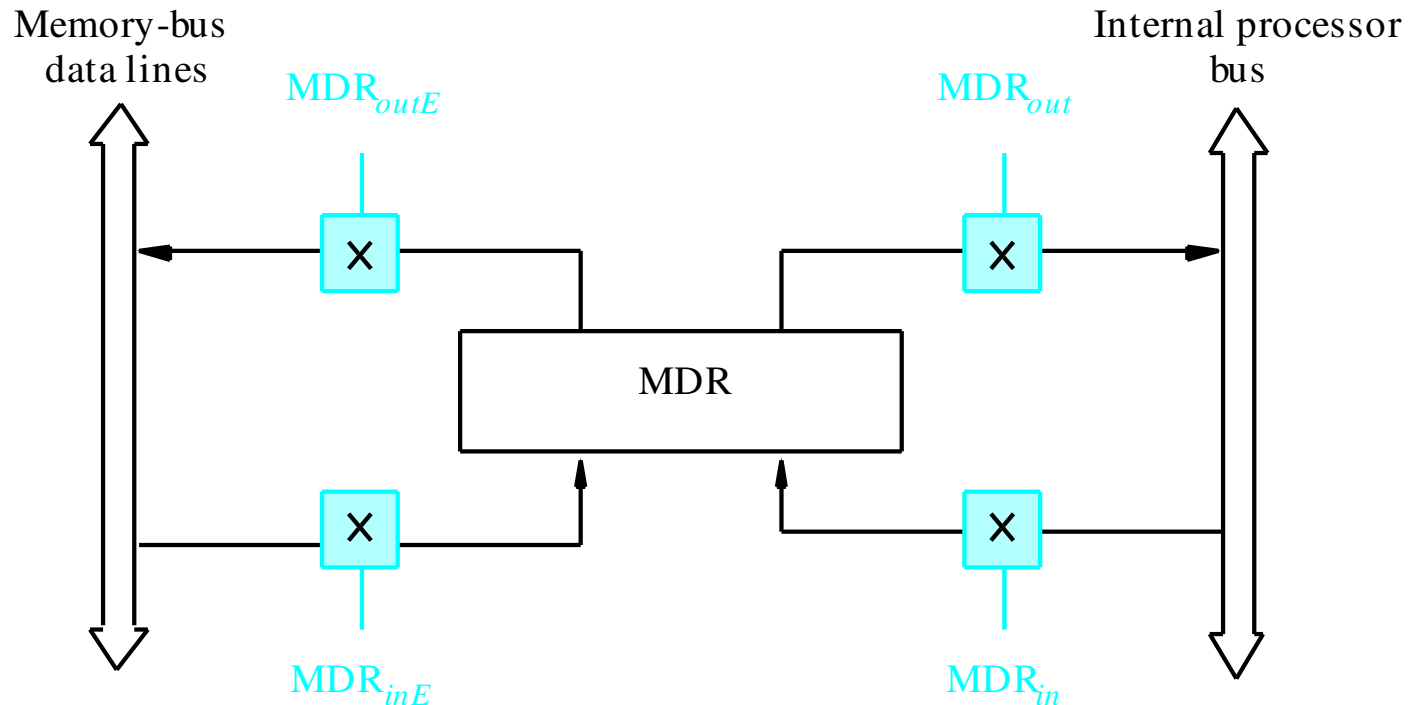 Memory-bus
data lines
Internal processor
bus
MDRoutE
MDRout
X
X
MDR
X
X
MDRinE
MDRin